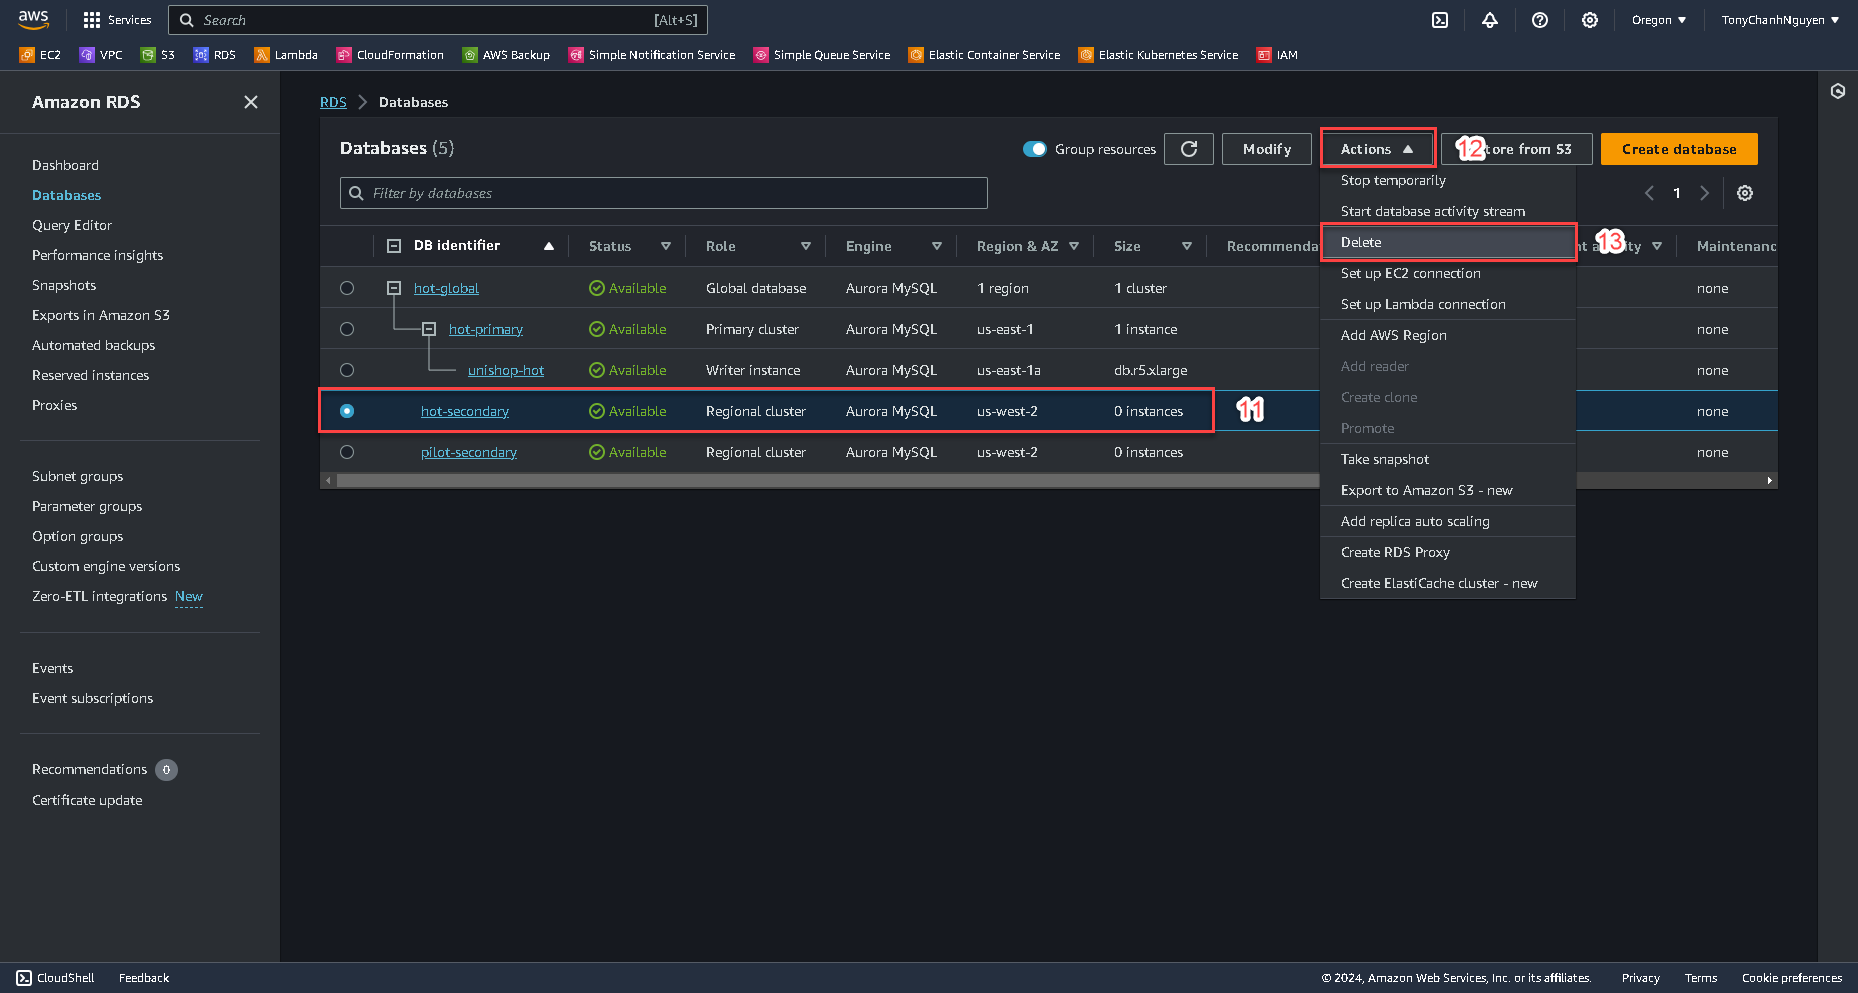 aws
Services
Search
[Alt+S]
Oregon
TonyChanhNguyen
EC2
VPC
S3
RDS
Lambda
CloudFormation
AWS Backup
Simple Notification Service
Simple Queue Service
Elastic Container Service
Elastic Kubernetes Service
IAM
Amazon RDS
Dashboard
Databases
Query Editor
Performance insights
Snapshots
Exports in Amazon S3
Automated backups
Reserved instances
Proxies
Subnet groups
Parameter groups
Option groups
Custom engine versions
Zero-ETL integrations New
Events
Event subscriptions
Recommendations 0
Certificate update
RDS Databases
Databases (5)
Group resources
Modify
Actions
12
tore from S3
Create database
Filter by databases
1
DB identifier Status Role Engine Region & AZ Size Recommenda Maintenanc
hot-global Available Global database Aurora MySQL 1 region 1 cluster none
hot-primary Available Primary cluster Aurora MySQL us-east-1 1 instance none
unishop-hot Available Writer instance us-east-1a db.r5.xlarge none
hot-secondary Available Regional cluster Aurora MySQL us-west-2 0 instances 11 none
pilot-secondary Available Regional cluster Aurora MySQL us-west-2 0 instances none
Stop temporarily
Start database activity stream
Delete
13
Set up EC2 connection
Set up Lambda connection
Add AWS Region
Add reader
Create clone
Promote
Take snapshot
Export to Amazon S3 - new
Add replica auto scaling
Create RDS Proxy
Create ElastiCache cluster - new
CloudShell
Feedback
© 2024, Amazon Web Services, Inc. or its affiliates.
Privacy
Terms
Cookie preferences